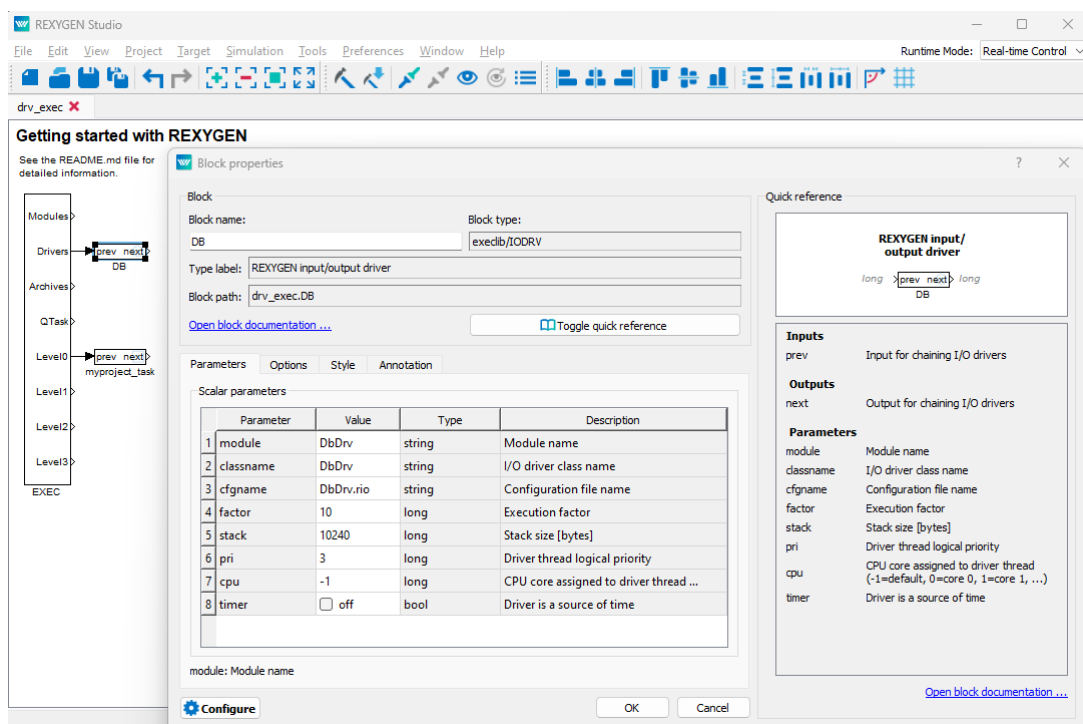 REXYGEN Studio
File Edit View Project Target Simulation Tools Preferences Window Help
Runtime Mode: Real-time Control
drv_exec
Getting started with REXYGEN
See the README.md file for
detailed information.
Modules
Drivers
Archives
QTask
Level0
Level1
Level2
Level3
EXEC
prev next
DB
prev next
myproject_task
Block properties
?
Block
Block name:
Block type:
DB
execlib/IODRV
Type label: REXYGEN input/output driver
Block path: drv_exec.DB
Open block documentation ...
Toggle quick reference
Parameters Options Style Annotation
Scalar parameters
Parameter Value Type Description
1 module DbDrv string Module name
2 classname DbDrv string I/O driver class name
3 cfgname DbDrv.rio string Configuration file name
4 factor 10 long Execution factor
5 stack 10240 long Stack size [bytes]
6 pri 3 long Driver thread logical priority
7 cpu -1 long CPU core assigned to driver thread ...
8 timer off bool Driver is a source of time
module: Module name
Configure
OK
Cancel
Quick reference
REXYGEN input/
output driver
long prev next long
DB
Inputs
prev Input for chaining I/O drivers
Outputs
next Output for chaining I/O drivers
Parameters
module Module name
classname I/O driver class name
cfgname Configuration file name
factor Execution factor
stack Stack size [bytes]
pri Driver thread logical priority
cpu CPU core assigned to driver thread
(-1=default, 0=core 0, 1=core 1, ...)
timer Driver is a source of time
Open block documentation ...